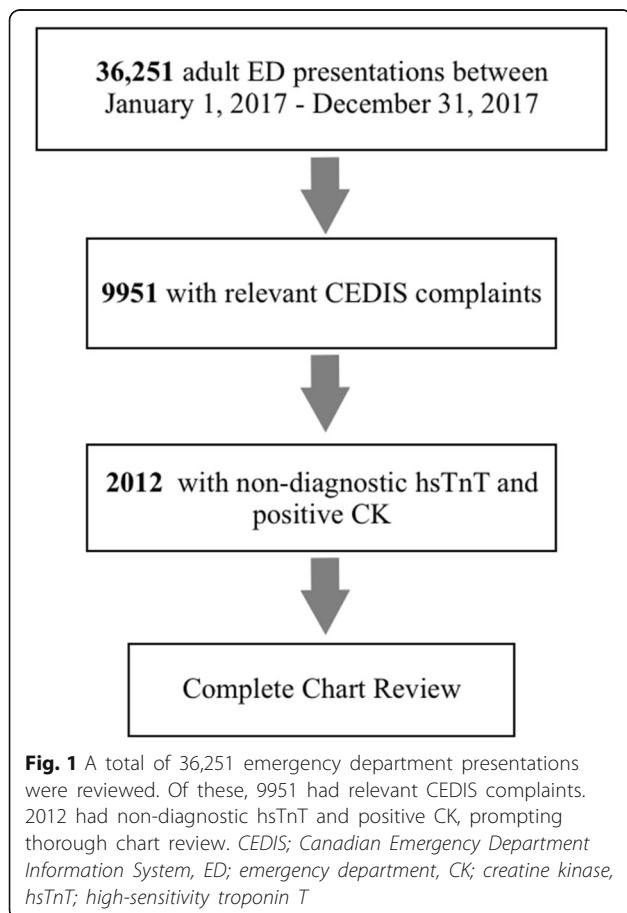 36,251 adult ED presentations between
January 1, 2017 - December 31, 2017
9951 with relevant CEDIS complaints
2012 with non-diagnostic hsTnT and
positive CK
Complete Chart Review
Fig. 1 A total of 36,251 emergency department presentations
were reviewed. Of these, 9951 had relevant CEDIS complaints.
2012 had non-diagnostic hsTnT and positive CK, prompting
thorough chart review. CEDIS; Canadian Emergency Department
Information System, ED; emergency department, CK; creatine kinase,
hsTnT; high-sensitivity troponin T